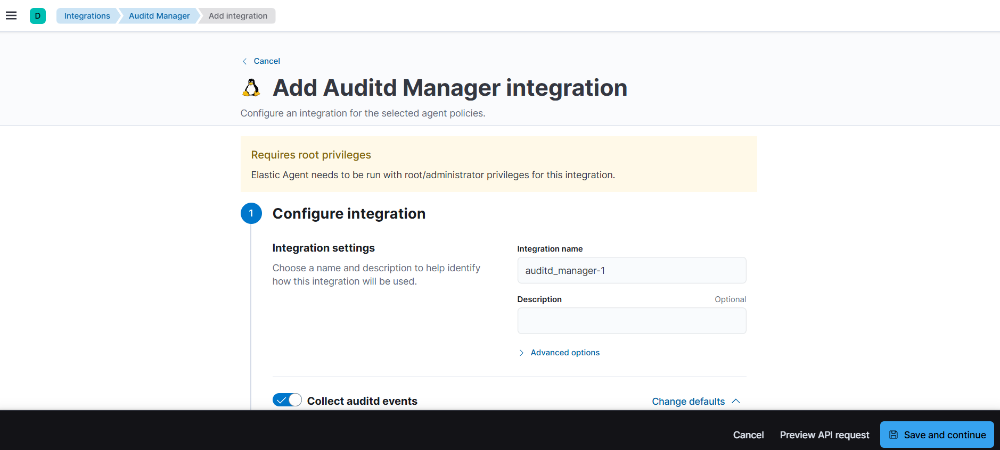 D
Integrations
Auditd Manager
Add integration
Cancel
Add Auditd Manager integration
Configure an integration for the selected agent policies.
Requires root privileges
Elastic Agent needs to be run with root/administrator privileges for this integration.
1
Configure integration
Integration settings
Choose a name and description to help identify
how this integration will be used.
Integration name
auditd_manager-1
Description
Optional
Advanced options
Collect auditd events
Change defaults
Cancel
Preview API request
Save and continue